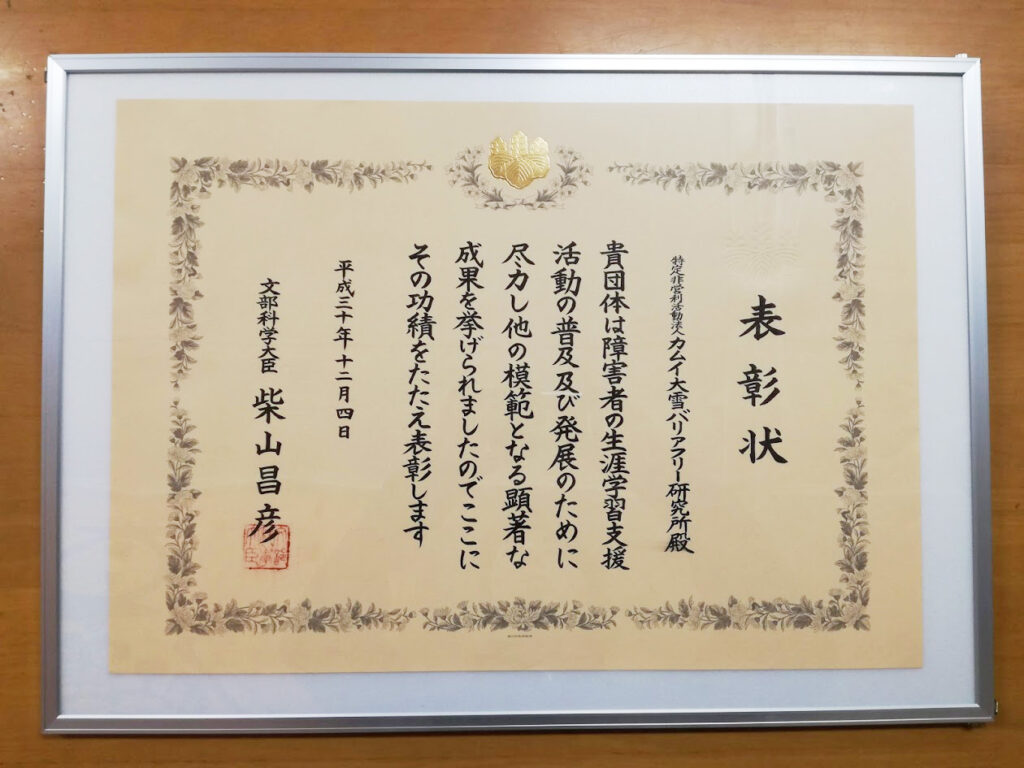 表彰状
特定非営利活動法人カムイ大雪バリアフリー研究所殿
貴団体は障害者の生涯学習支援
活動の普及及び発展のために
尽力し他の模範となる顕著な
成果を挙げられましたのでここに
その功績をたたえ表彰します
平成三十年十二月四日
文部科学大臣 柴山昌彦